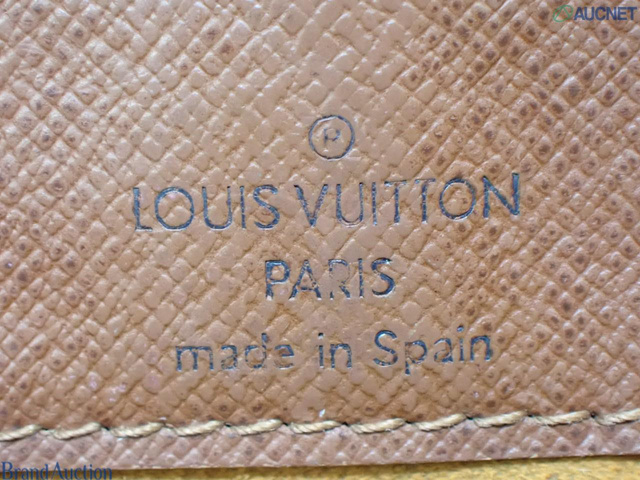 AUCNET
®
LOUIS VUITTON
PARIS
made in Spain
Brand Auction